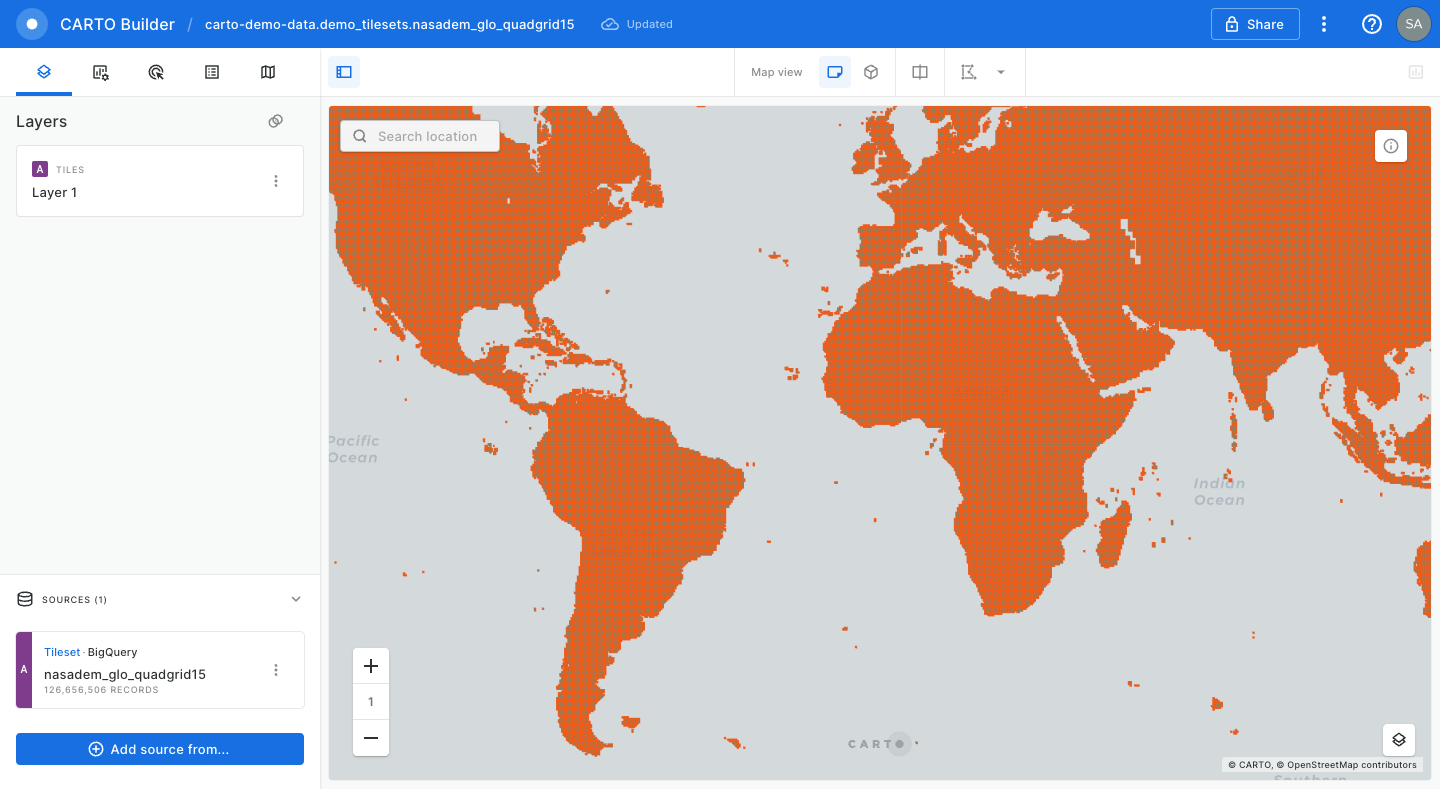 CARTO Builder / carto-demo-data.demo_tilesets.nasadem_glo_quadgrid15 Updated Share SA
Map view
Layers
A TILES
Layer 1
Search location
Pacific
Ocean
Indian
Ocean
SOURCES (1)
A
Tileset · BigQuery
nasadem_glo_quadgrid15
126,656,506 RECORDS
Add source from...
1
CARTO
© CARTO, © OpenStreetMap contributors
Southern